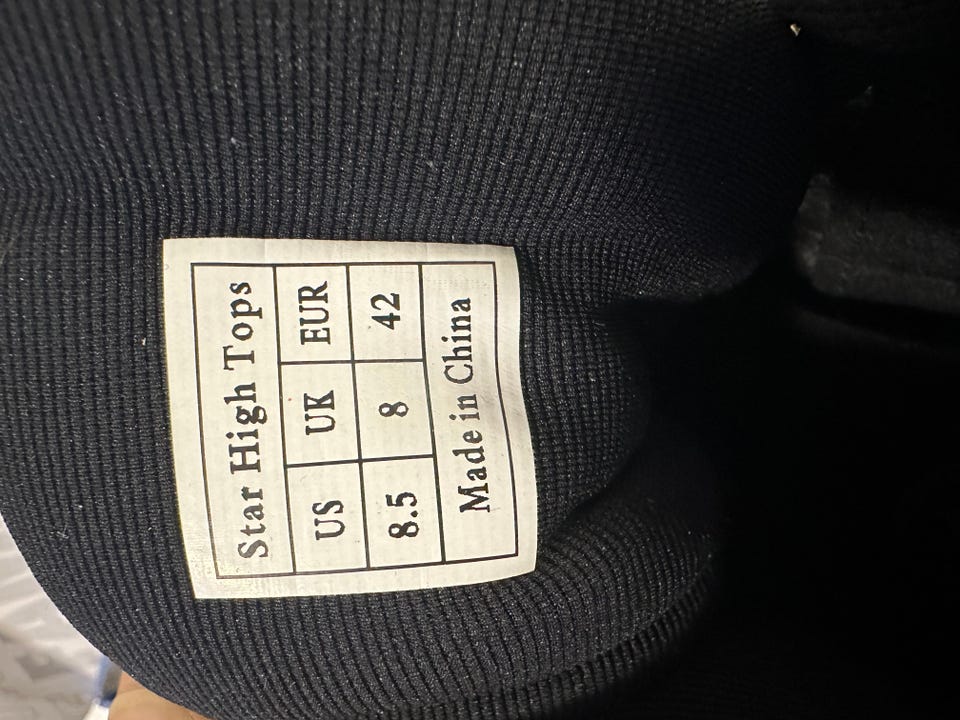 Star High Tops
US UK EUR
8.5 8 42
Made in China